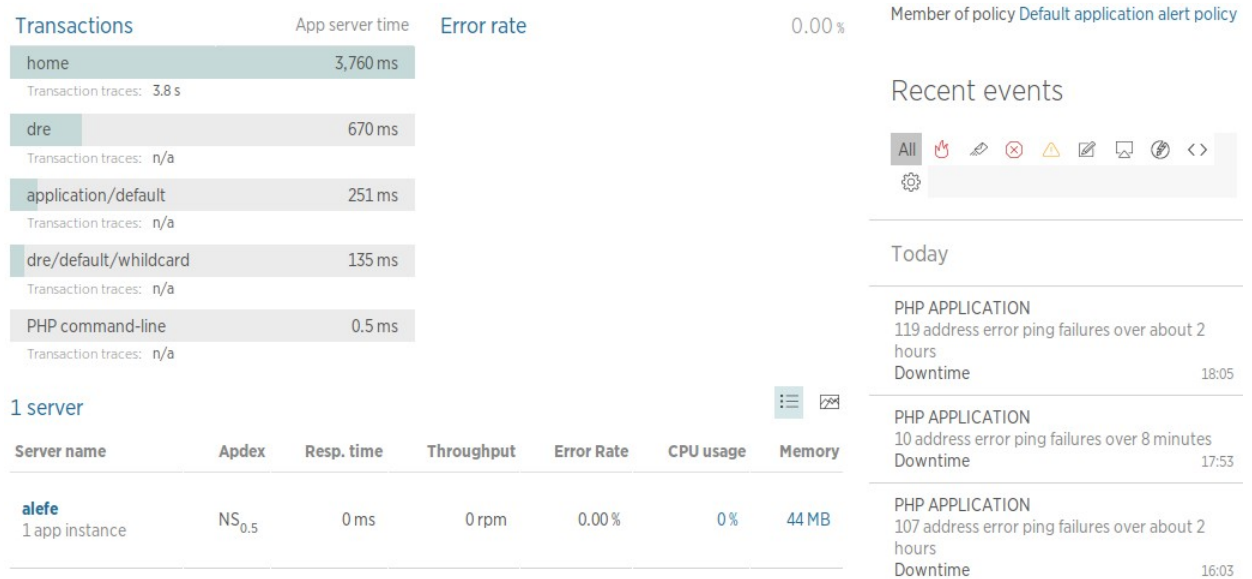 Transactions App server time
home 3,760 ms
Transaction traces: 3.8 s
dre 670 ms
Transaction traces: n/a
application/default 251 ms
Transaction traces: n/a
dre/default/whildcard 135 ms
Transaction traces: n/a
PHP command-line 0.5 ms
Transaction traces: n/a
Error rate 0.00 %
1 server
Server name Apdex Resp. time Throughput Error Rate CPU usage Memory
alefe
1 app instance NS0.5 0 ms 0 rpm 0.00 % 0 % 44 MB
Member of policy Default application alert policy
Recent events
All
Today
PHP APPLICATION
119 address error ping failures over about 2
hours
Downtime 18:05
PHP APPLICATION
10 address error ping failures over 8 minutes
Downtime 17:53
PHP APPLICATION
107 address error ping failures over about 2
hours
Downtime 16:03